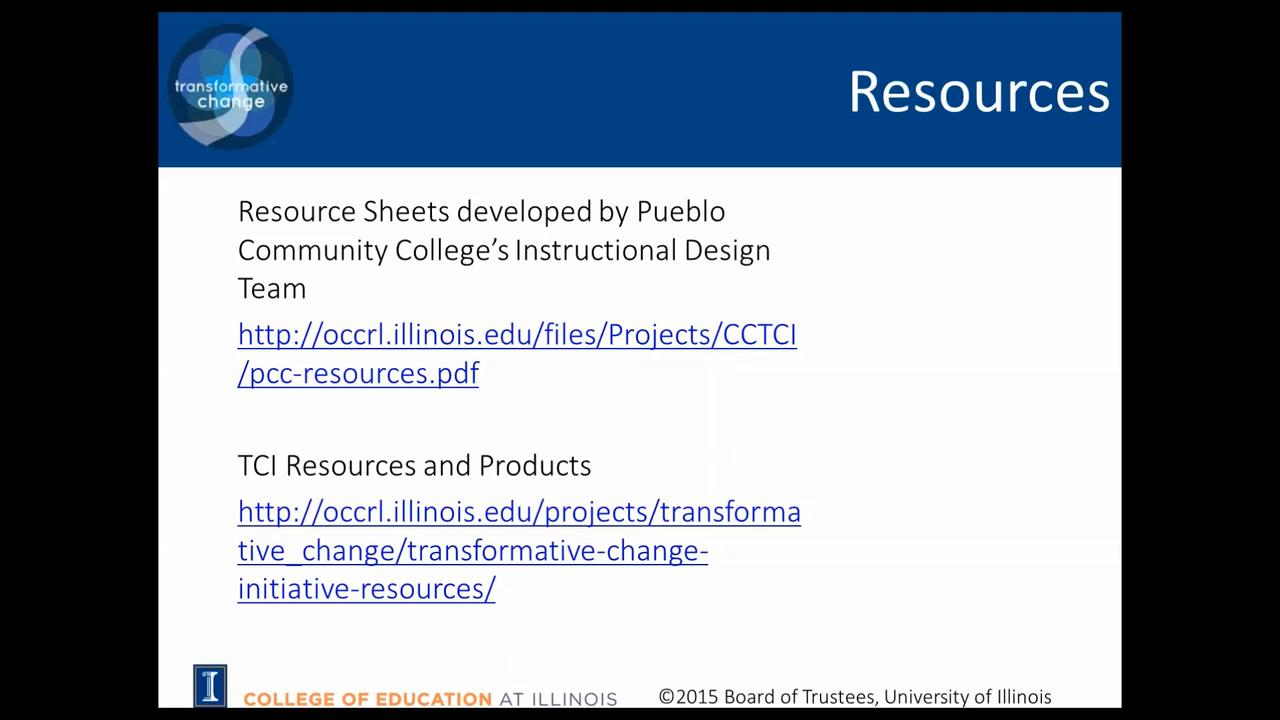 transformative
change
Resources
Resource Sheets developed by Pueblo
Community College’s Instructional Design
Team
http://occrl.illinois.edu/files/Projects/CCTCI
/pcc-resources.pdf
TCI Resources and Products
http://occrl.illinois.edu/projects/transforma
tive_change/transformative-change-
initiative-resources/
I COLLEGE OF EDUCATION AT ILLINOIS ©2015 Board of Trustees, University of Illinois